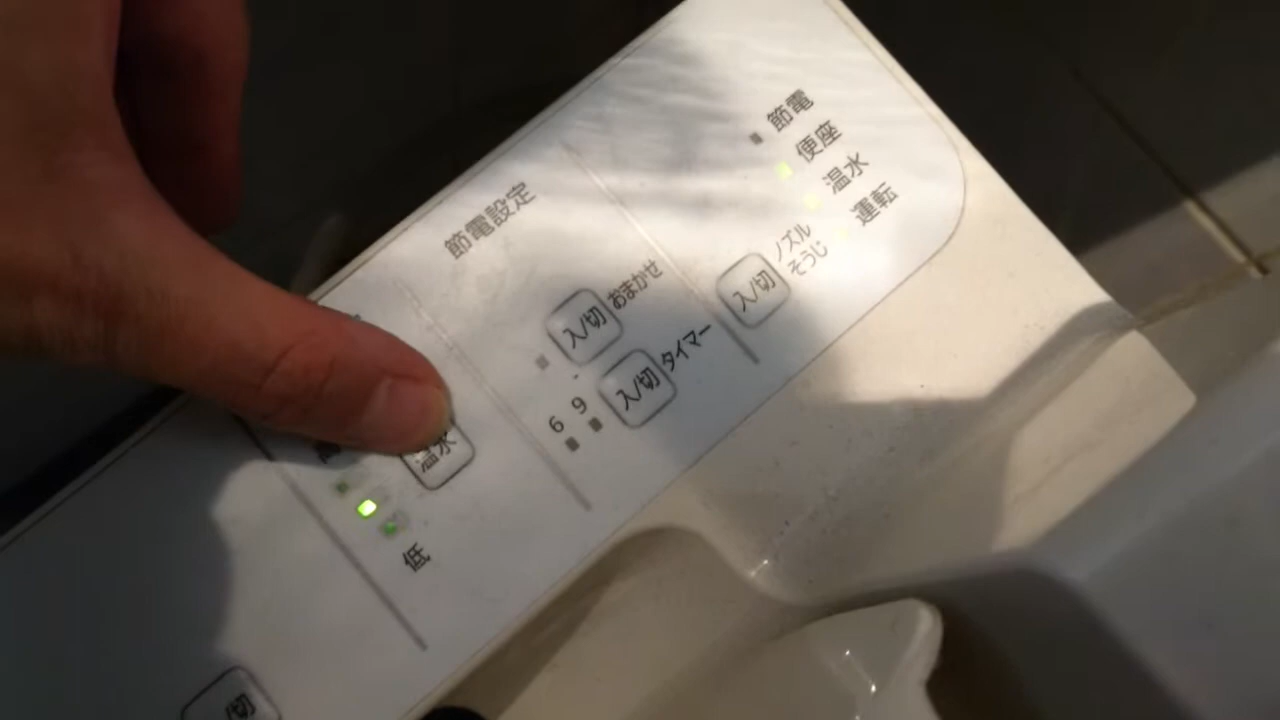 節電
便座
温水
運転
ノズル
そうじ
入/切
節電設定
おまかせ
入/切
タイマー
入/切
6 9
温水
低